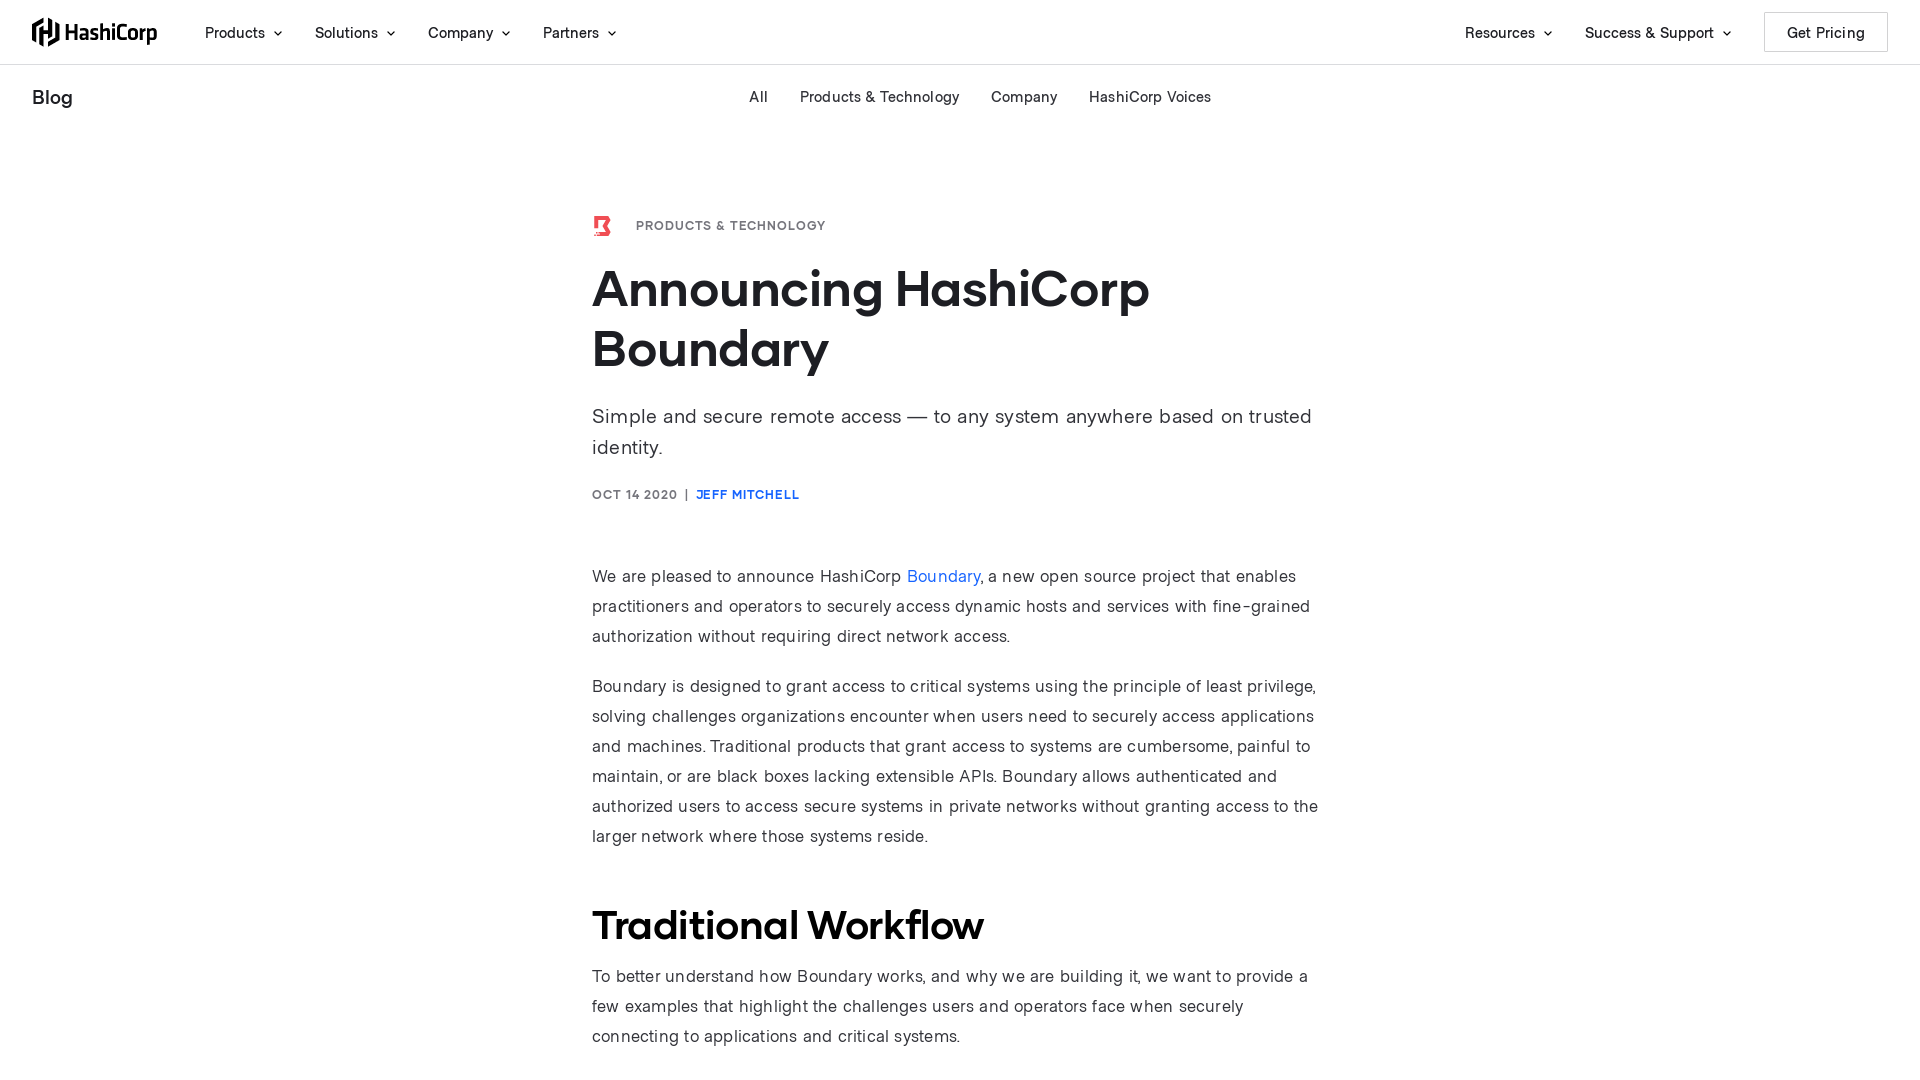 HashiCorp
Products
Solutions
Company
Partners
Resources
Success & Support
Get Pricing
Blog
All
Products & Technology
Company
HashiCorp Voices
PRODUCTS & TECHNOLOGY
Announcing HashiCorp
Boundary
Simple and secure remote access — to any system anywhere based on trusted
identity.
OCT 14 2020 | JEFF MITCHELL
We are pleased to announce HashiCorp Boundary, a new open source project that enables
practitioners and operators to securely access dynamic hosts and services with fine-grained
authorization without requiring direct network access.
Boundary is designed to grant access to critical systems using the principle of least privilege,
solving challenges organizations encounter when users need to securely access applications
and machines. Traditional products that grant access to systems are cumbersome, painful to
maintain, or are black boxes lacking extensible APIs. Boundary allows authenticated and
authorized users to access secure systems in private networks without granting access to the
larger network where those systems reside.
Traditional Workflow
To better understand how Boundary works, and why we are building it, we want to provide a
few examples that highlight the challenges users and operators face when securely
connecting to applications and critical systems.